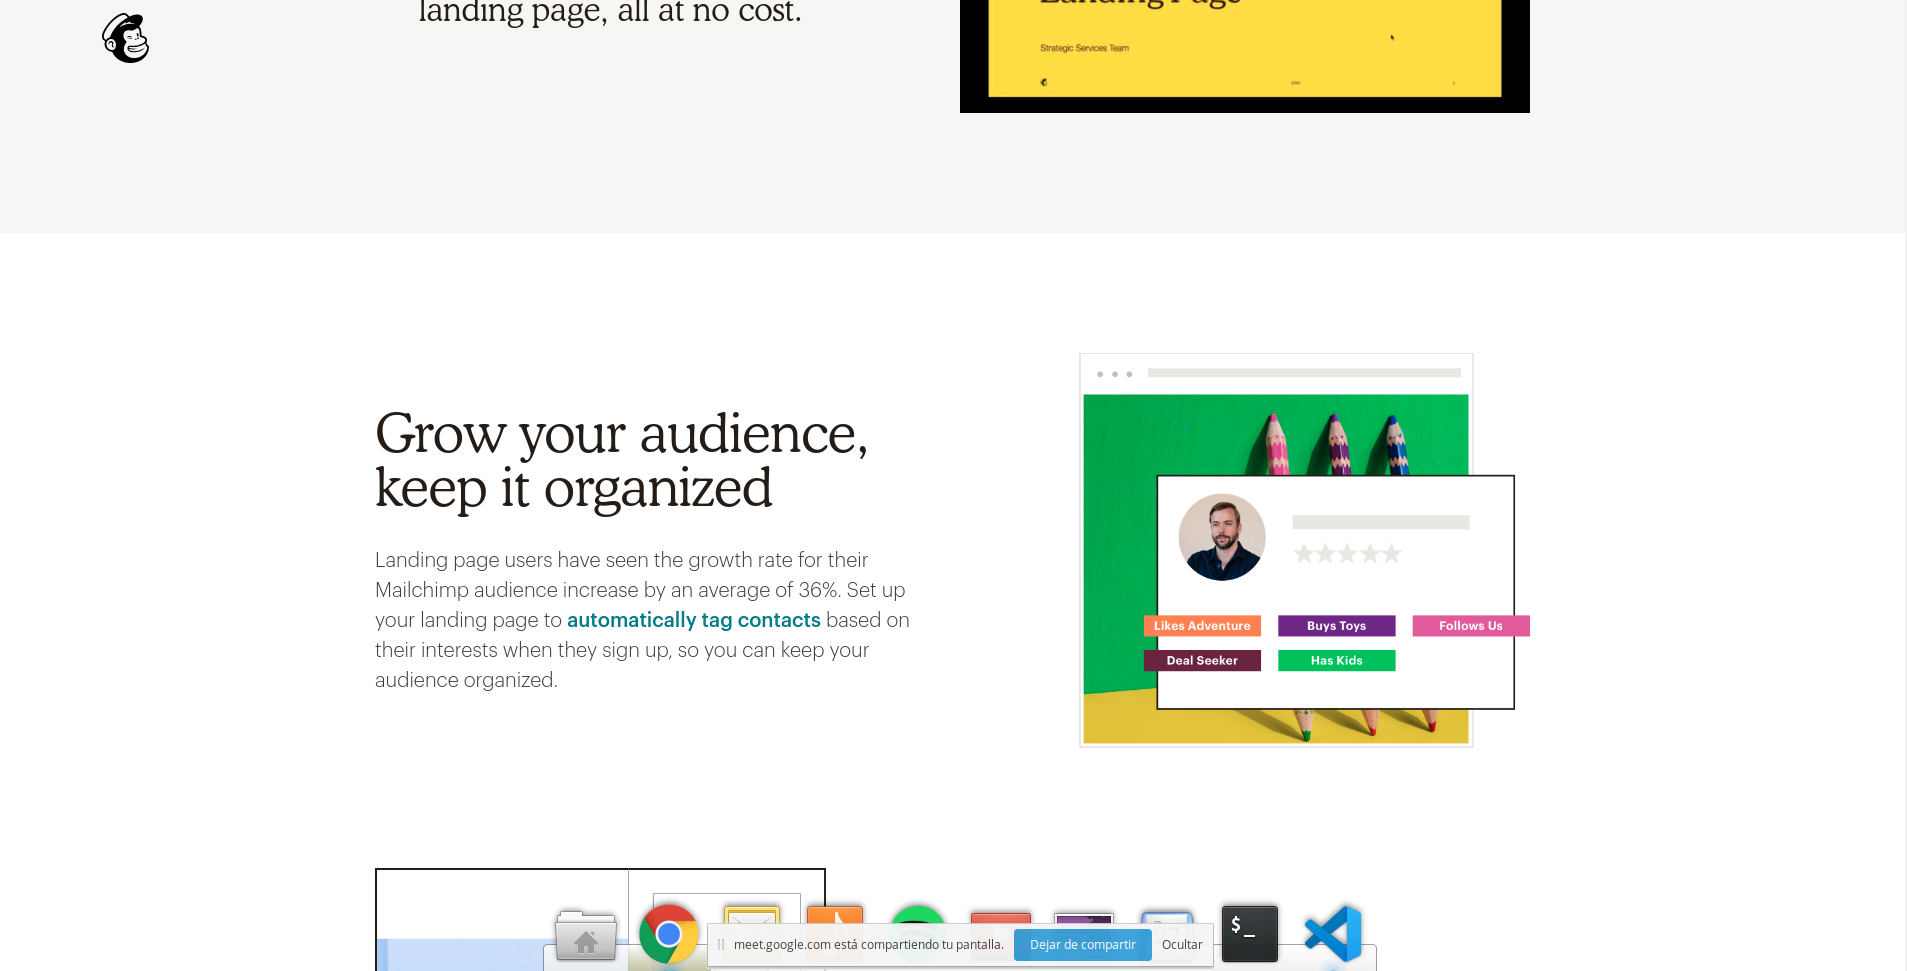 landing page, all at no cost.
Strategic Services Team
Grow your audience,
keep it organized
Landing page users have seen the growth rate for their
Mailchimp audience increase by an average of 36%. Set up
your landing page to automatically tag contacts based on
their interests when they sign up, so you can keep your
audience organized.
Likes Adventure
Buys Toys
Follows Us
Deal Seeker
Has Kids
$_
meet.google.com está compartiendo tu pantalla.
Dejar de compartir
Ocultar